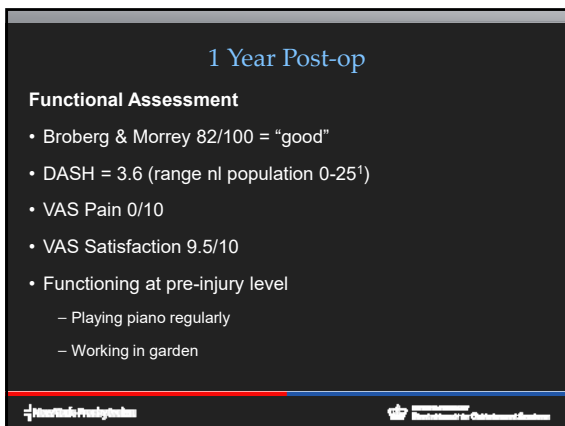 1 Year Post-op
Functional Assessment
• Broberg & Morrey 82/100 = “good”
• DASH = 3.6 (range nl population 0-25¹)
• VAS Pain 0/10
• VAS Satisfaction 9.5/10
• Functioning at pre-injury level
– Playing piano regularly
– Working in garden